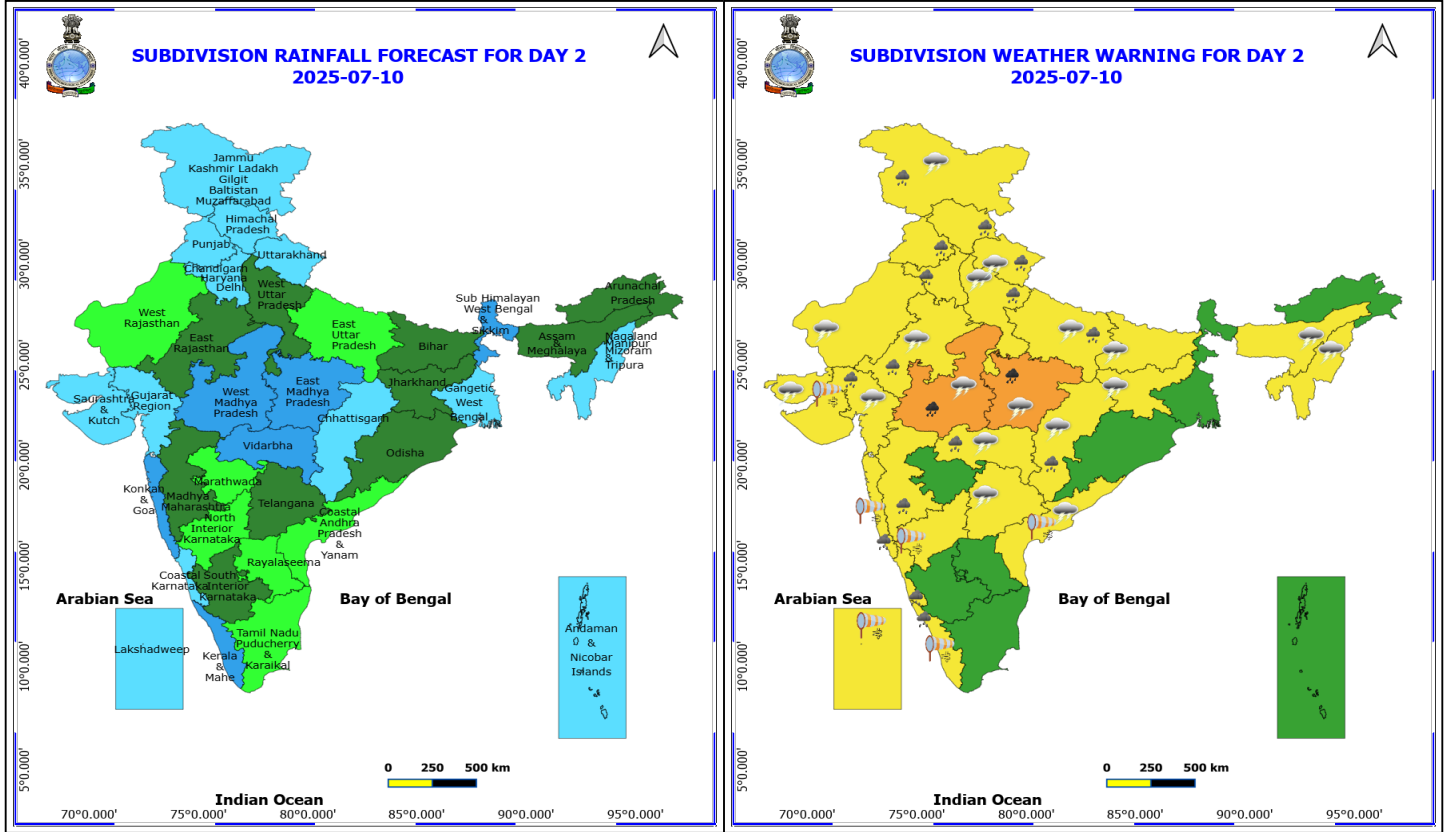 SUBDIVISION RAINFALL FORECAST FOR DAY 2
2025-07-10
40°0.000'
35°0.000'
30°0.000'
25°0.000'
20°0.000'
15°0.000'
10°0.000'
5°0.000'
Jammu
Kashmir Ladakh
Gilgit
Baltistan
Muzaffarabad
Himachal
Pradesh
Punjab
Uttarakhand
Chandigarh
Haryana
Delhi
West
Uttar
Pradesh
West
Rajasthan
East
Rajasthan
East
Uttar
Pradesh
Sub Himalayan
West Bengal
&
Sikkim
Arunachal
Pradesh
Assam
&
Meghalaya
Nagaland
Manipur
Mizoram
&
Tripura
Bihar
Jharkhand
Gangetic
West
Bengal
Saurashtra
&
Kutch
Gujarat
Region
West
Madhya
Pradesh
East
Madhya
Pradesh
Chhattisgarh
Vidarbha
Odisha
Konkan
&
Goa
Madhya
Maharashtra
Marathwada
Telangana
North
Interior
Karnataka
Coastal
Andhra
Pradesh
&
Yanam
Rayalaseema
Coastal
Karnataka
South
Interior
Karnataka
Tamil Nadu
Puducherry
&
Karaikal
Kerala
&
Mahe
Lakshadweep
Andaman
&
Nicobar
Islands
Arabian Sea
Bay of Bengal
Indian Ocean
0 250 500 km
70°0.000' 75°0.000' 80°0.000' 85°0.000' 90°0.000' 95°0.000'
SUBDIVISION WEATHER WARNING FOR DAY 2
2025-07-10
40°0.000'
35°0.000'
30°0.000'
25°0.000'
20°0.000'
15°0.000'
10°0.000'
5°0.000'
Arabian Sea
Bay of Bengal
Indian Ocean
0 250 500 km
70°0.000' 75°0.000' 80°0.000' 85°0.000' 90°0.000' 95°0.000'